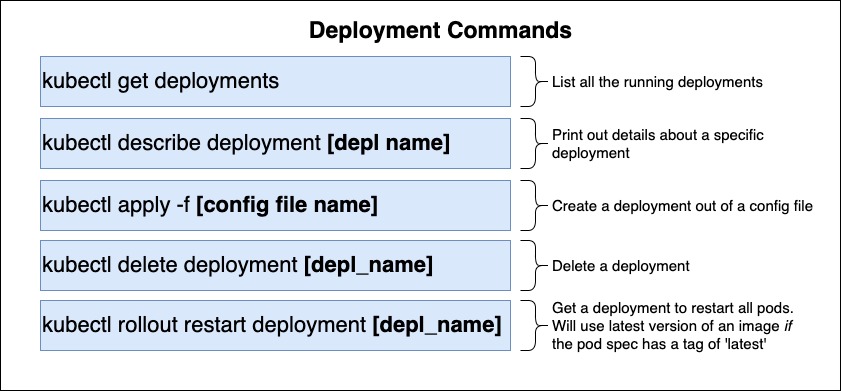 Deployment Commands
kubectl get deployments
List all the running deployments
kubectl describe deployment [depl name]
Print out details about a specific
deployment
kubectl apply -f [config file name]
Create a deployment out of a config file
kubectl delete deployment [depl_name]
Delete a deployment
kubectl rollout restart deployment [depl_name]
Get a deployment to restart all pods.
Will use latest version of an image if
the pod spec has a tag of 'latest'